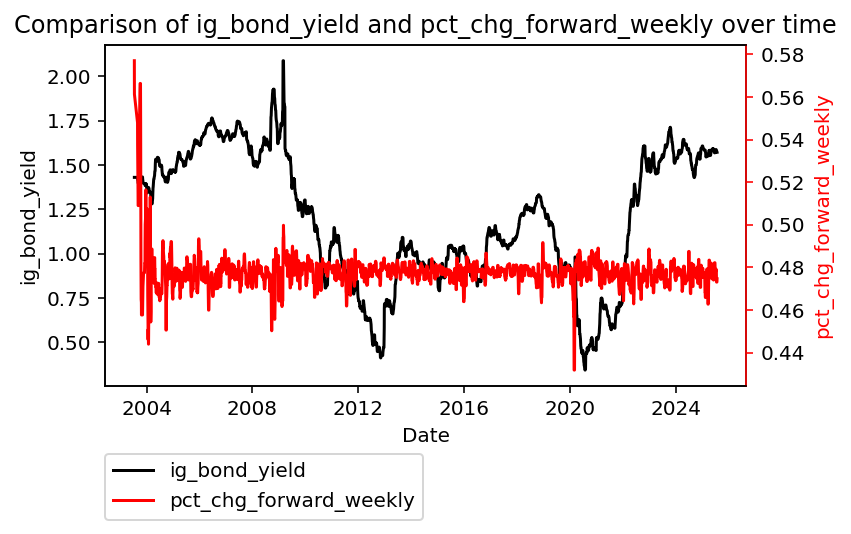 Comparison of ig_bond_yield and pct_chg_forward_weekly over time
2.00
1.75
1.50
1.25
1.00
0.75
0.50
ig_bond_yield
0.58
0.56
0.54
0.52
0.50
0.48
0.46
0.44
pct_chg_forward_weekly
2004 2008 2012 2016 2020 2024
Date
ig_bond_yield
pct_chg_forward_weekly